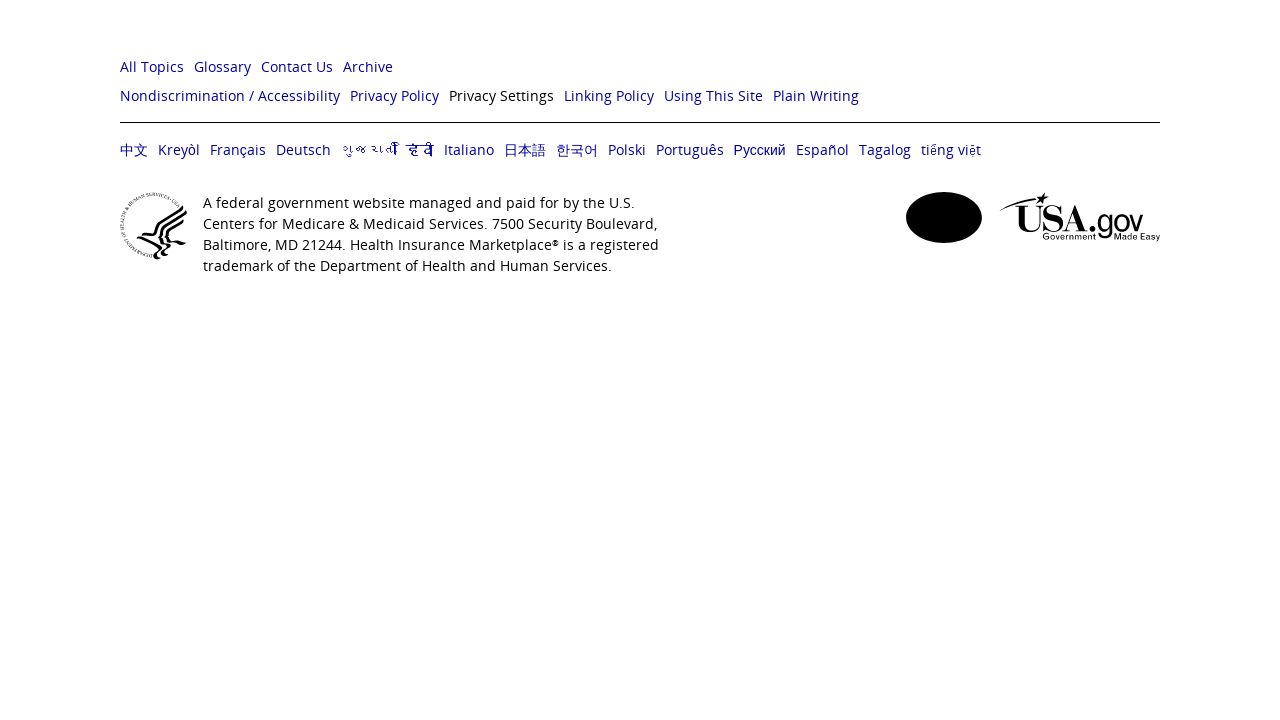 All Topics Glossary Contact Us Archive
Nondiscrimination / Accessibility Privacy Policy Privacy Settings Linking Policy Using This Site Plain Writing
中文 Kreyòl Français Deutsch ગુજરાતી हिंदी Italiano 日本語 한국어 Polski Português Русский Español Tagalog tiếng việt
DEPARTMENT OF HEALTH & HUMAN SERVICES • USA
A federal government website managed and paid for by the U.S.
Centers for Medicare & Medicaid Services. 7500 Security Boulevard,
Baltimore, MD 21244. Health Insurance Marketplace® is a registered
trademark of the Department of Health and Human Services.
USA.gov
Government Made Easy